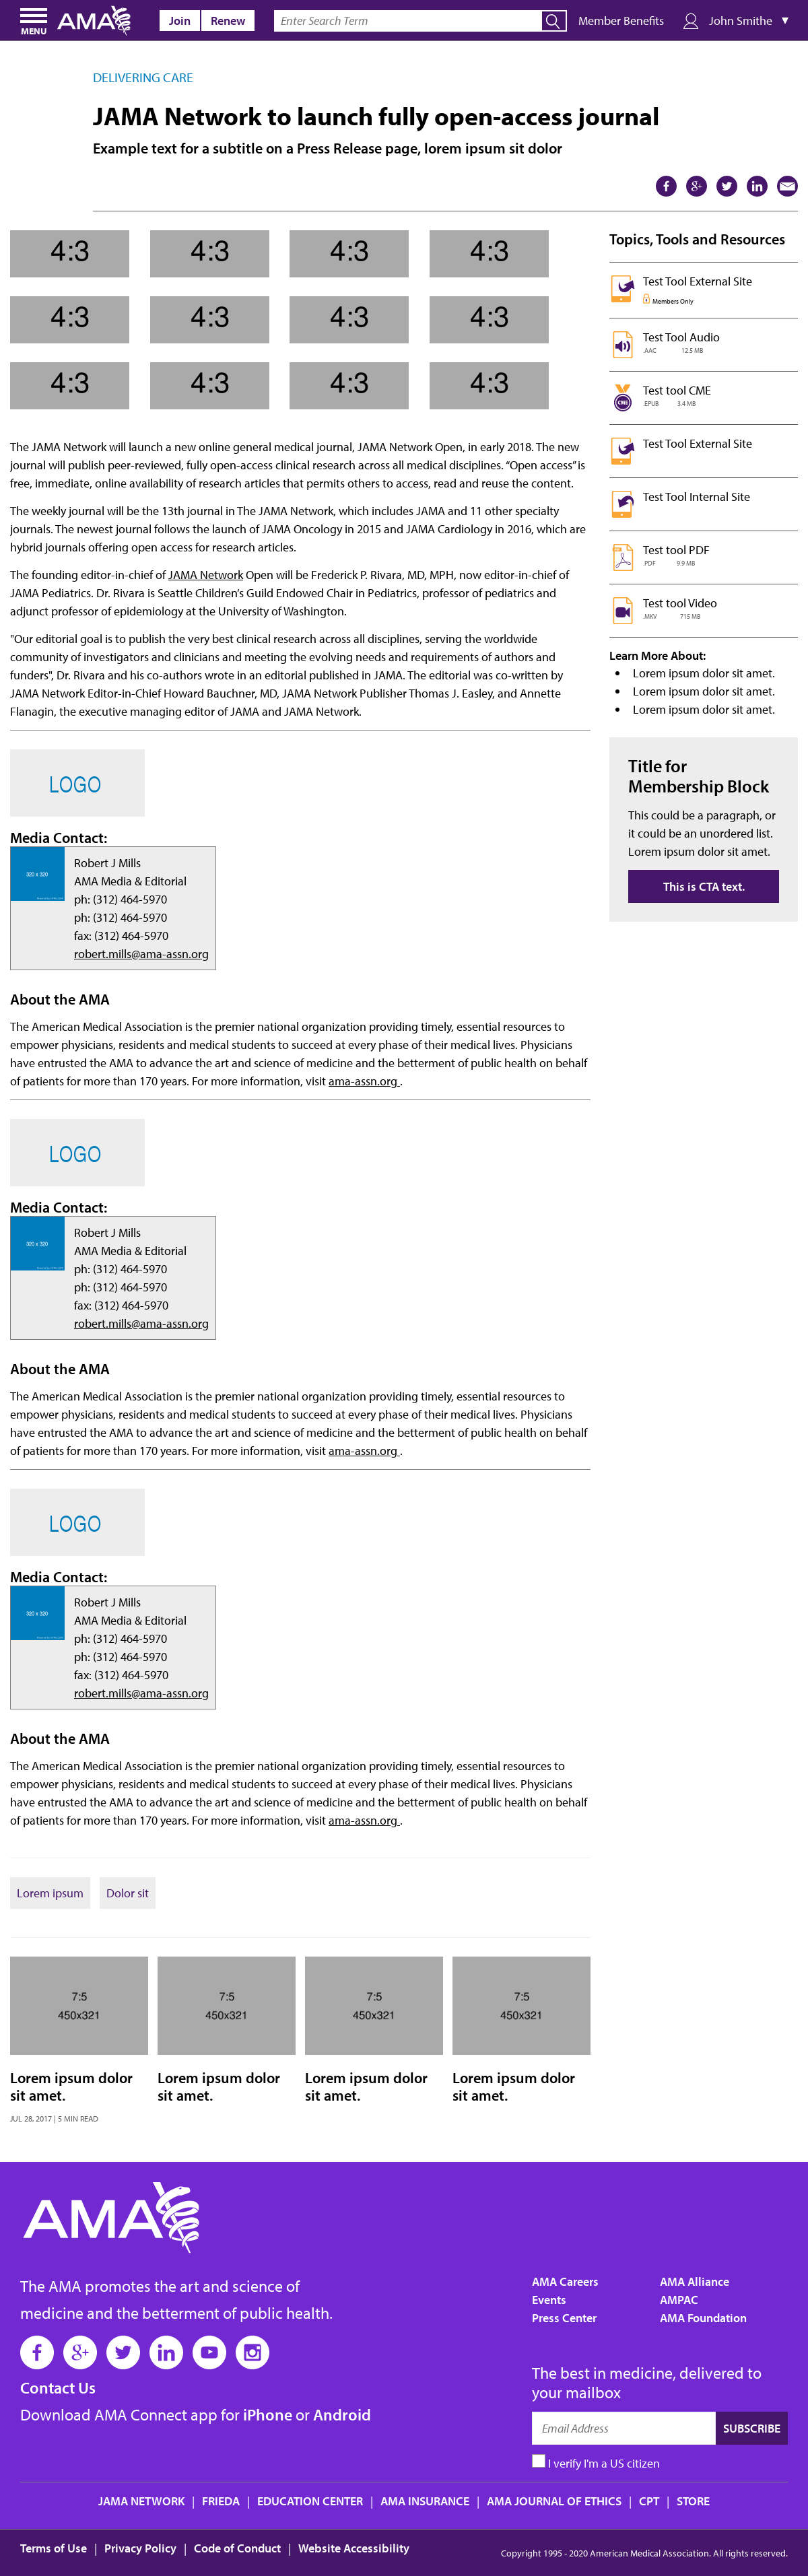 MENU
AMA
Join
Renew
Enter Search Term
Member Benefits
John Smithe
DELIVERING CARE
JAMA Network to launch fully open-access journal
Example text for a subtitle on a Press Release page, lorem ipsum sit dolor
4:3 4:3 4:3 4:3
4:3 4:3 4:3 4:3
4:3 4:3 4:3 4:3
The JAMA Network will launch a new online general medical journal, JAMA Network Open, in early 2018. The new
journal will publish peer-reviewed, fully open-access clinical research across all medical disciplines. “Open access” is
free, immediate, online availability of research articles that permits others to access, read and reuse the content.
The weekly journal will be the 13th journal in The JAMA Network, which includes JAMA and 11 other specialty
journals. The newest journal follows the launch of JAMA Oncology in 2015 and JAMA Cardiology in 2016, which are
hybrid journals offering open access for research articles.
The founding editor-in-chief of JAMA Network Open will be Frederick P. Rivara, MD, MPH, now editor-in-chief of
JAMA Pediatrics. Dr. Rivara is Seattle Children’s Guild Endowed Chair in Pediatrics, professor of pediatrics and
adjunct professor of epidemiology at the University of Washington.
"Our editorial goal is to publish the very best clinical research across all disciplines, serving the worldwide
community of investigators and clinicians and meeting the evolving needs and requirements of authors and
funders", Dr. Rivara and his co-authors wrote in an editorial published in JAMA. The editorial was co-written by
JAMA Network Editor-in-Chief Howard Bauchner, MD, JAMA Network Publisher Thomas J. Easley, and Annette
Flanagin, the executive managing editor of JAMA and JAMA Network.
LOGO
Media Contact:
320 x 320
Robert J Mills
AMA Media & Editorial
ph: (312) 464-5970
ph: (312) 464-5970
fax: (312) 464-5970
robert.mills@ama-assn.org
About the AMA
The American Medical Association is the premier national organization providing timely, essential resources to
empower physicians, residents and medical students to succeed at every phase of their medical lives. Physicians
have entrusted the AMA to advance the art and science of medicine and the betterment of public health on behalf
of patients for more than 170 years. For more information, visit ama-assn.org .
LOGO
Media Contact:
320 x 320
Robert J Mills
AMA Media & Editorial
ph: (312) 464-5970
ph: (312) 464-5970
fax: (312) 464-5970
robert.mills@ama-assn.org
About the AMA
The American Medical Association is the premier national organization providing timely, essential resources to
empower physicians, residents and medical students to succeed at every phase of their medical lives. Physicians
have entrusted the AMA to advance the art and science of medicine and the betterment of public health on behalf
of patients for more than 170 years. For more information, visit ama-assn.org .
LOGO
Media Contact:
320 x 320
Robert J Mills
AMA Media & Editorial
ph: (312) 464-5970
ph: (312) 464-5970
fax: (312) 464-5970
robert.mills@ama-assn.org
About the AMA
The American Medical Association is the premier national organization providing timely, essential resources to
empower physicians, residents and medical students to succeed at every phase of their medical lives. Physicians
have entrusted the AMA to advance the art and science of medicine and the betterment of public health on behalf
of patients for more than 170 years. For more information, visit ama-assn.org .
Lorem ipsum
Dolor sit
7:5 7:5 7:5 7:5
450x321 450x321 450x321 450x321
Lorem ipsum dolor
sit amet.
JUL 28, 2017 | 5 MIN READ
Lorem ipsum dolor
sit amet.
Lorem ipsum dolor
sit amet.
Lorem ipsum dolor
sit amet.
Topics, Tools and Resources
Test Tool External Site
Members Only
Test Tool Audio
.AAC 12.5 MB
CME
Test tool CME
.EPUB 3.4 MB
Test Tool External Site
Test Tool Internal Site
Test tool PDF
.PDF 9.9 MB
Test tool Video
.MKV 715 MB
Learn More About:
• Lorem ipsum dolor sit amet.
• Lorem ipsum dolor sit amet.
• Lorem ipsum dolor sit amet.
Title for
Membership Block
This could be a paragraph, or
it could be an unordered list.
Lorem ipsum dolor sit amet.
This is CTA text.
AMA
The AMA promotes the art and science of
medicine and the betterment of public health.
Contact Us
Download AMA Connect app for iPhone or Android
AMA Careers
Events
Press Center
AMA Alliance
AMPAC
AMA Foundation
The best in medicine, delivered to
your mailbox
Email Address
SUBSCRIBE
I verify I'm a US citizen
JAMA NETWORK | FRIEDA | EDUCATION CENTER | AMA INSURANCE | AMA JOURNAL OF ETHICS | CPT | STORE
Terms of Use | Privacy Policy | Code of Conduct | Website Accessibility
Copyright 1995 - 2020 American Medical Association. All rights reserved.